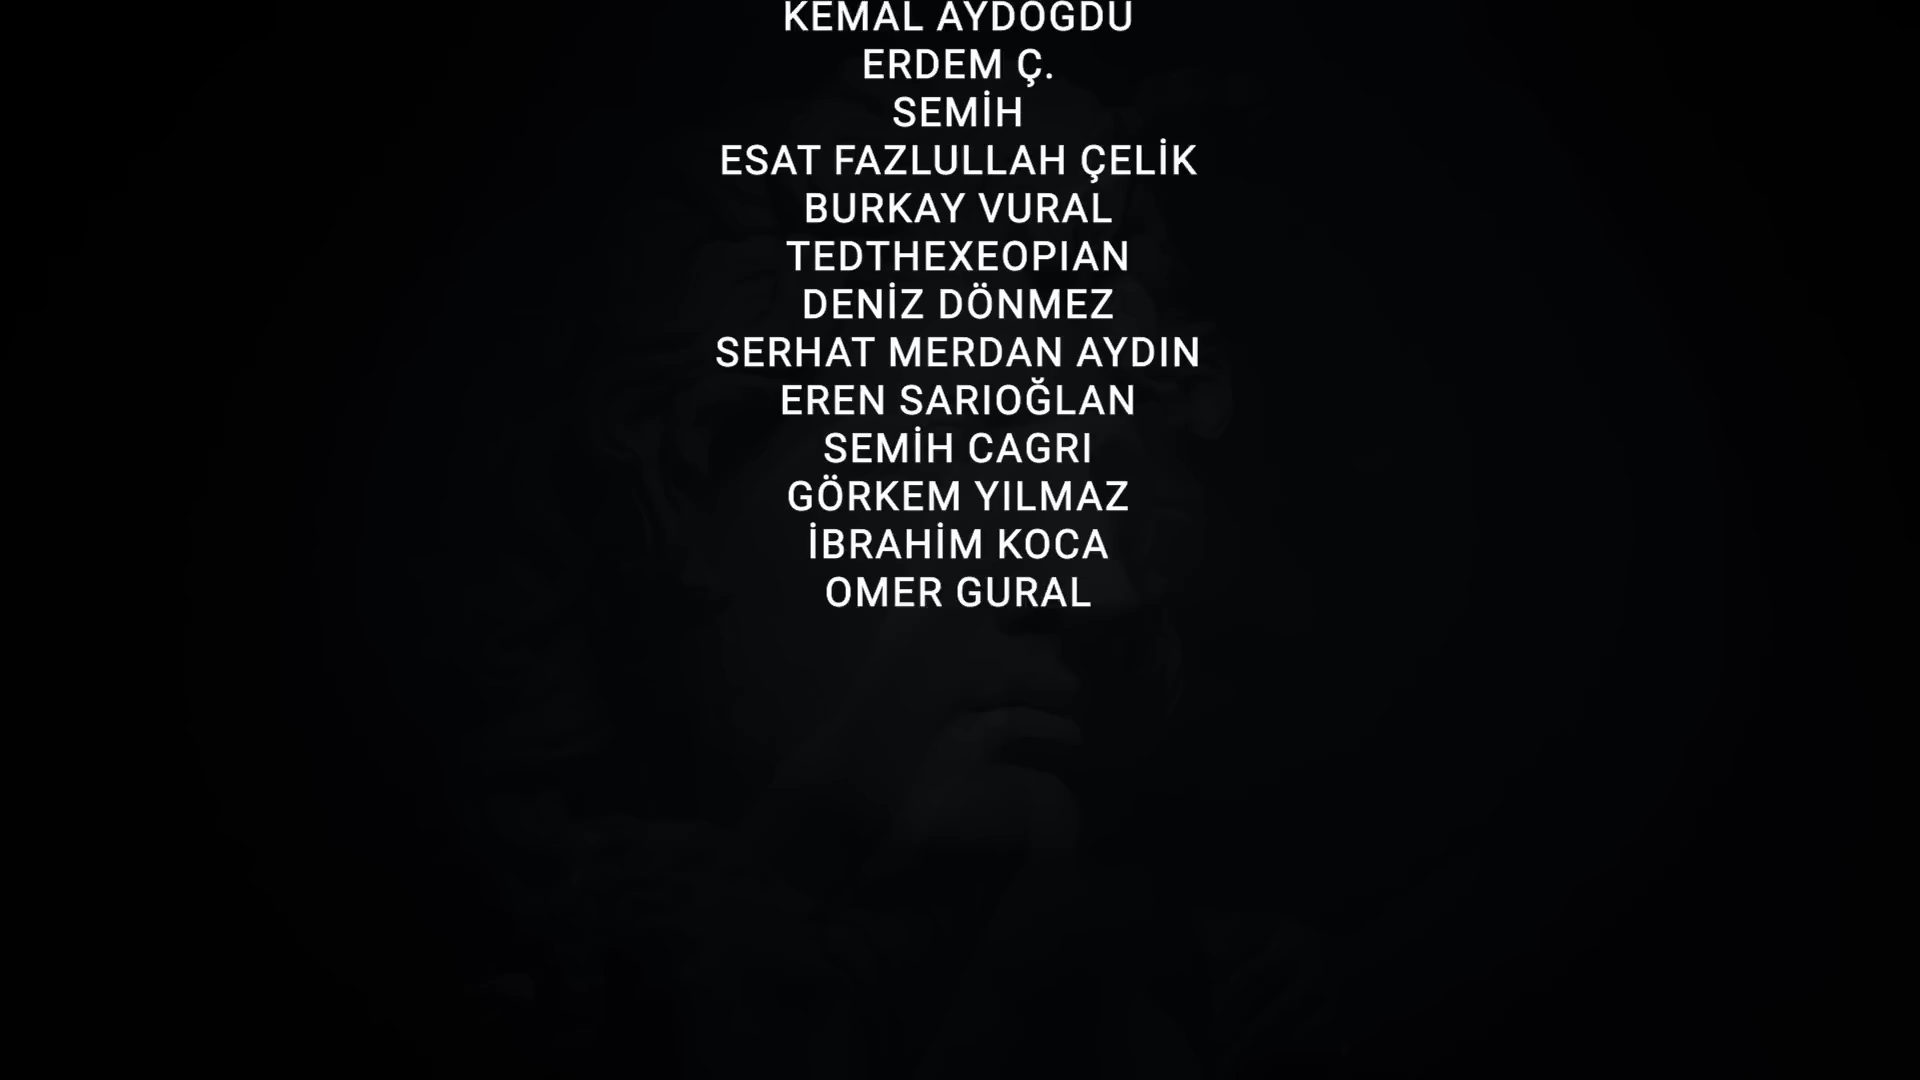 KEMAL AYDOĞDU
ERDEM Ç.
SEMİH
ESAT FAZLULLAH ÇELİK
BURKAY VURAL
TEDTHEXEOPIAN
DENİZ DÖNMEZ
SERHAT MERDAN AYDIN
EREN SARIOĞLAN
SEMİH CAGRI
GÖRKEM YILMAZ
İBRAHİM KOCA
OMER GURAL